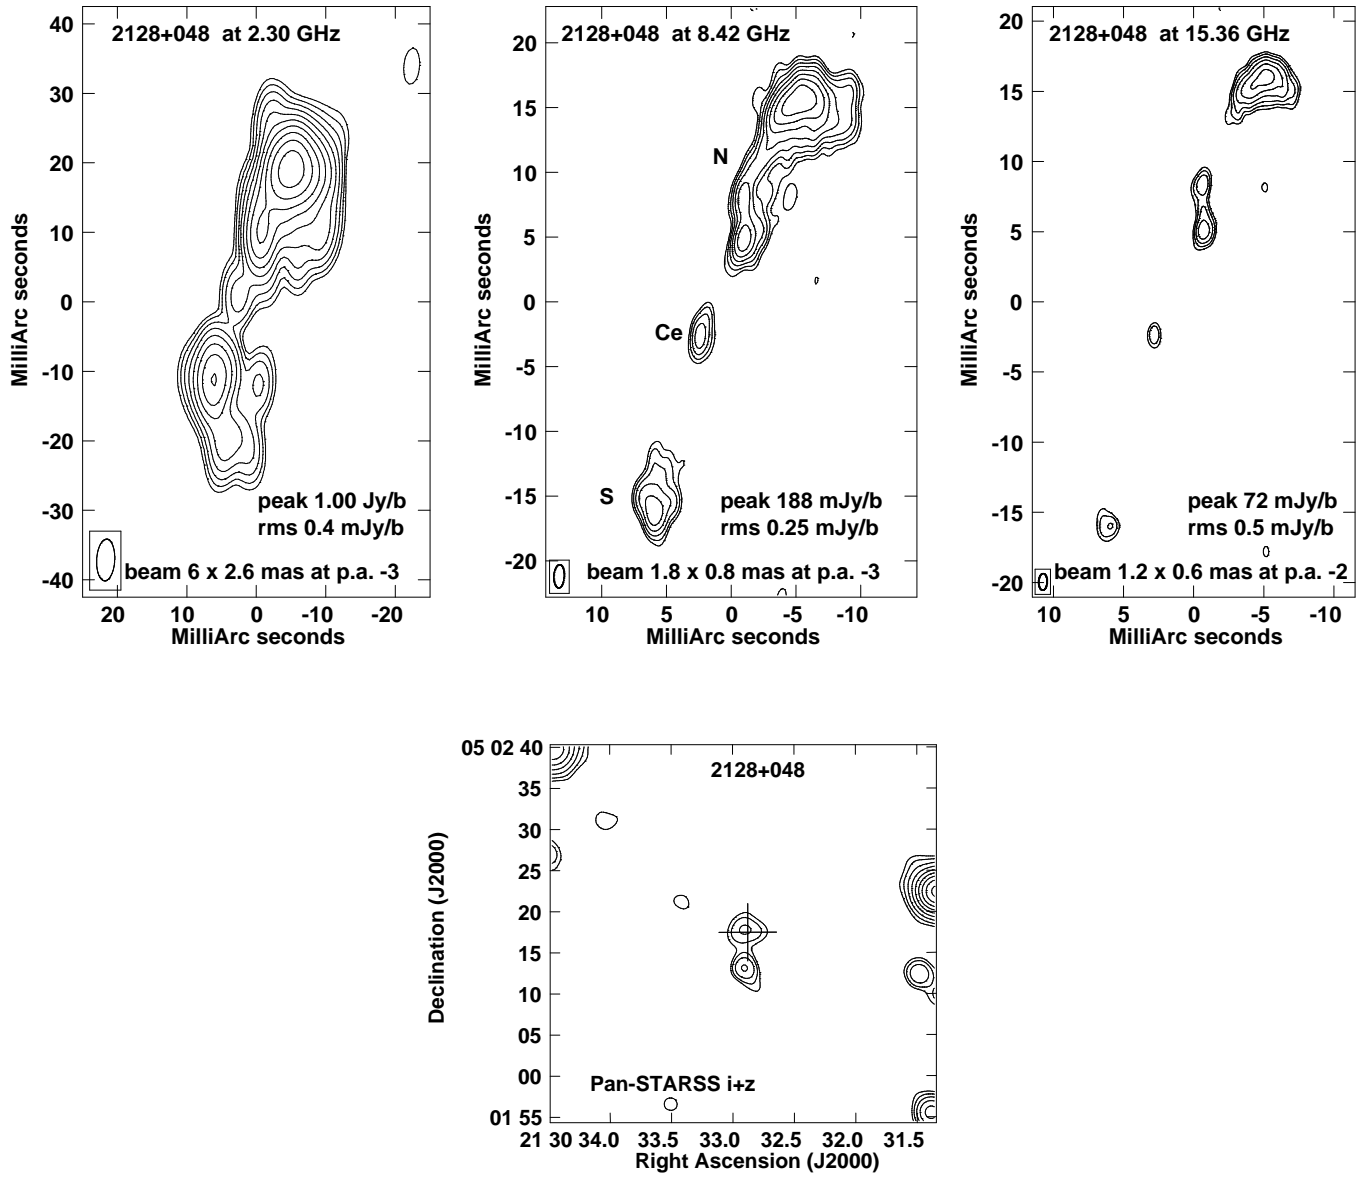 2128+048 at 2.30 GHz
40
30
20
10
0
-10
-20
-30
-40
MilliArc seconds
peak 1.00 Jy/b
rms 0.4 mJy/b
beam 6 x 2.6 mas at p.a. -3
20 10 0 -10 -20
MilliArc seconds
2128+048 at 8.42 GHz
20
15
10
5
0
-5
-10
-15
-20
MilliArc seconds
N
Ce
S
peak 188 mJy/b
rms 0.25 mJy/b
beam 1.8 x 0.8 mas at p.a. -3
10 5 0 -5 -10
MilliArc seconds
2128+048 at 15.36 GHz
20
15
10
5
0
-5
-10
-15
-20
MilliArc seconds
peak 72 mJy/b
rms 0.5 mJy/b
beam 1.2 x 0.6 mas at p.a. -2
10 5 0 -5 -10
MilliArc seconds
2128+048
05 02 40
35
30
25
20
15
10
05
00
01 55
Declination (J2000)
Pan-STARSS i+z
21 30 34.0 33.5 33.0 32.5 32.0 31.5
Right Ascension (J2000)